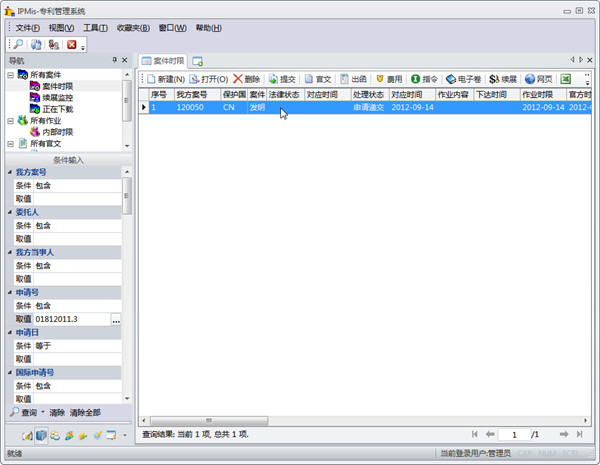 IPMis-专利管理系统
文件(F) 视图(V) 工具(T) 收藏夹(B) 窗口(W) 帮助(H)
导航
所有案件
案件时限
续展监控
正在下载
所有作业
内部时限
所有官文
条件输入
我方案号
条件 包含
取值
委托人
条件 包含
取值
我方当事人
条件 包含
取值
申请号
条件 包含
取值 01812011.3 ...
申请日
条件 等于
取值
国际申请号
条件 包含
取值
查询 清除 清除全部
案件时限
新建(N) 打开(O) 删除 提交 官文 出函 费用 指令 电子卷 续展 网页
序号 我方案号 保护国 案件 法律状态 对应时间 处理状态 对应时间 作业内容 下达时间 作业时限 官方时
1 120050 CN 发明 申请递交 2012-09-14 2012-09-14 2012-
查询结果: 当前 1 项, 总共 1 项.
1 /1
就绪
当前登录用户:管理员 CAP NUM SCRL